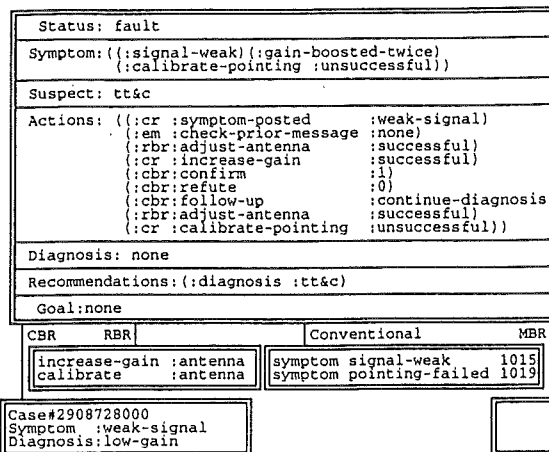 Status: fault
Symptom:((:signal-weak)(:gain-boosted-twice)
(:calibrate-pointing :unsuccessful))
Suspect: tt&c
Actions: ((:cr :symptom-posted :weak-signal)
(:em :check-prior-message :none)
(:rbr:adjust-antenna :successful)
(:cr :increase-gain :successful)
(:cbr:confirm :1)
(:cbr:refute :0)
(:cbr:follow-up :continue-diagnosis
(:rbr:adjust-antenna :successful)
(:cr :calibrate-pointing :unsuccessful))
Diagnosis: none
Recommendations:(:diagnosis :tt&c)
Goal:none
CBR RBR Conventional MBR
increase-gain :antenna symptom signal-weak 1015
calibrate :antenna symptom pointing-failed 1019
Case#2908728000
Symptom :weak-signal
Diagnosis:low-gain